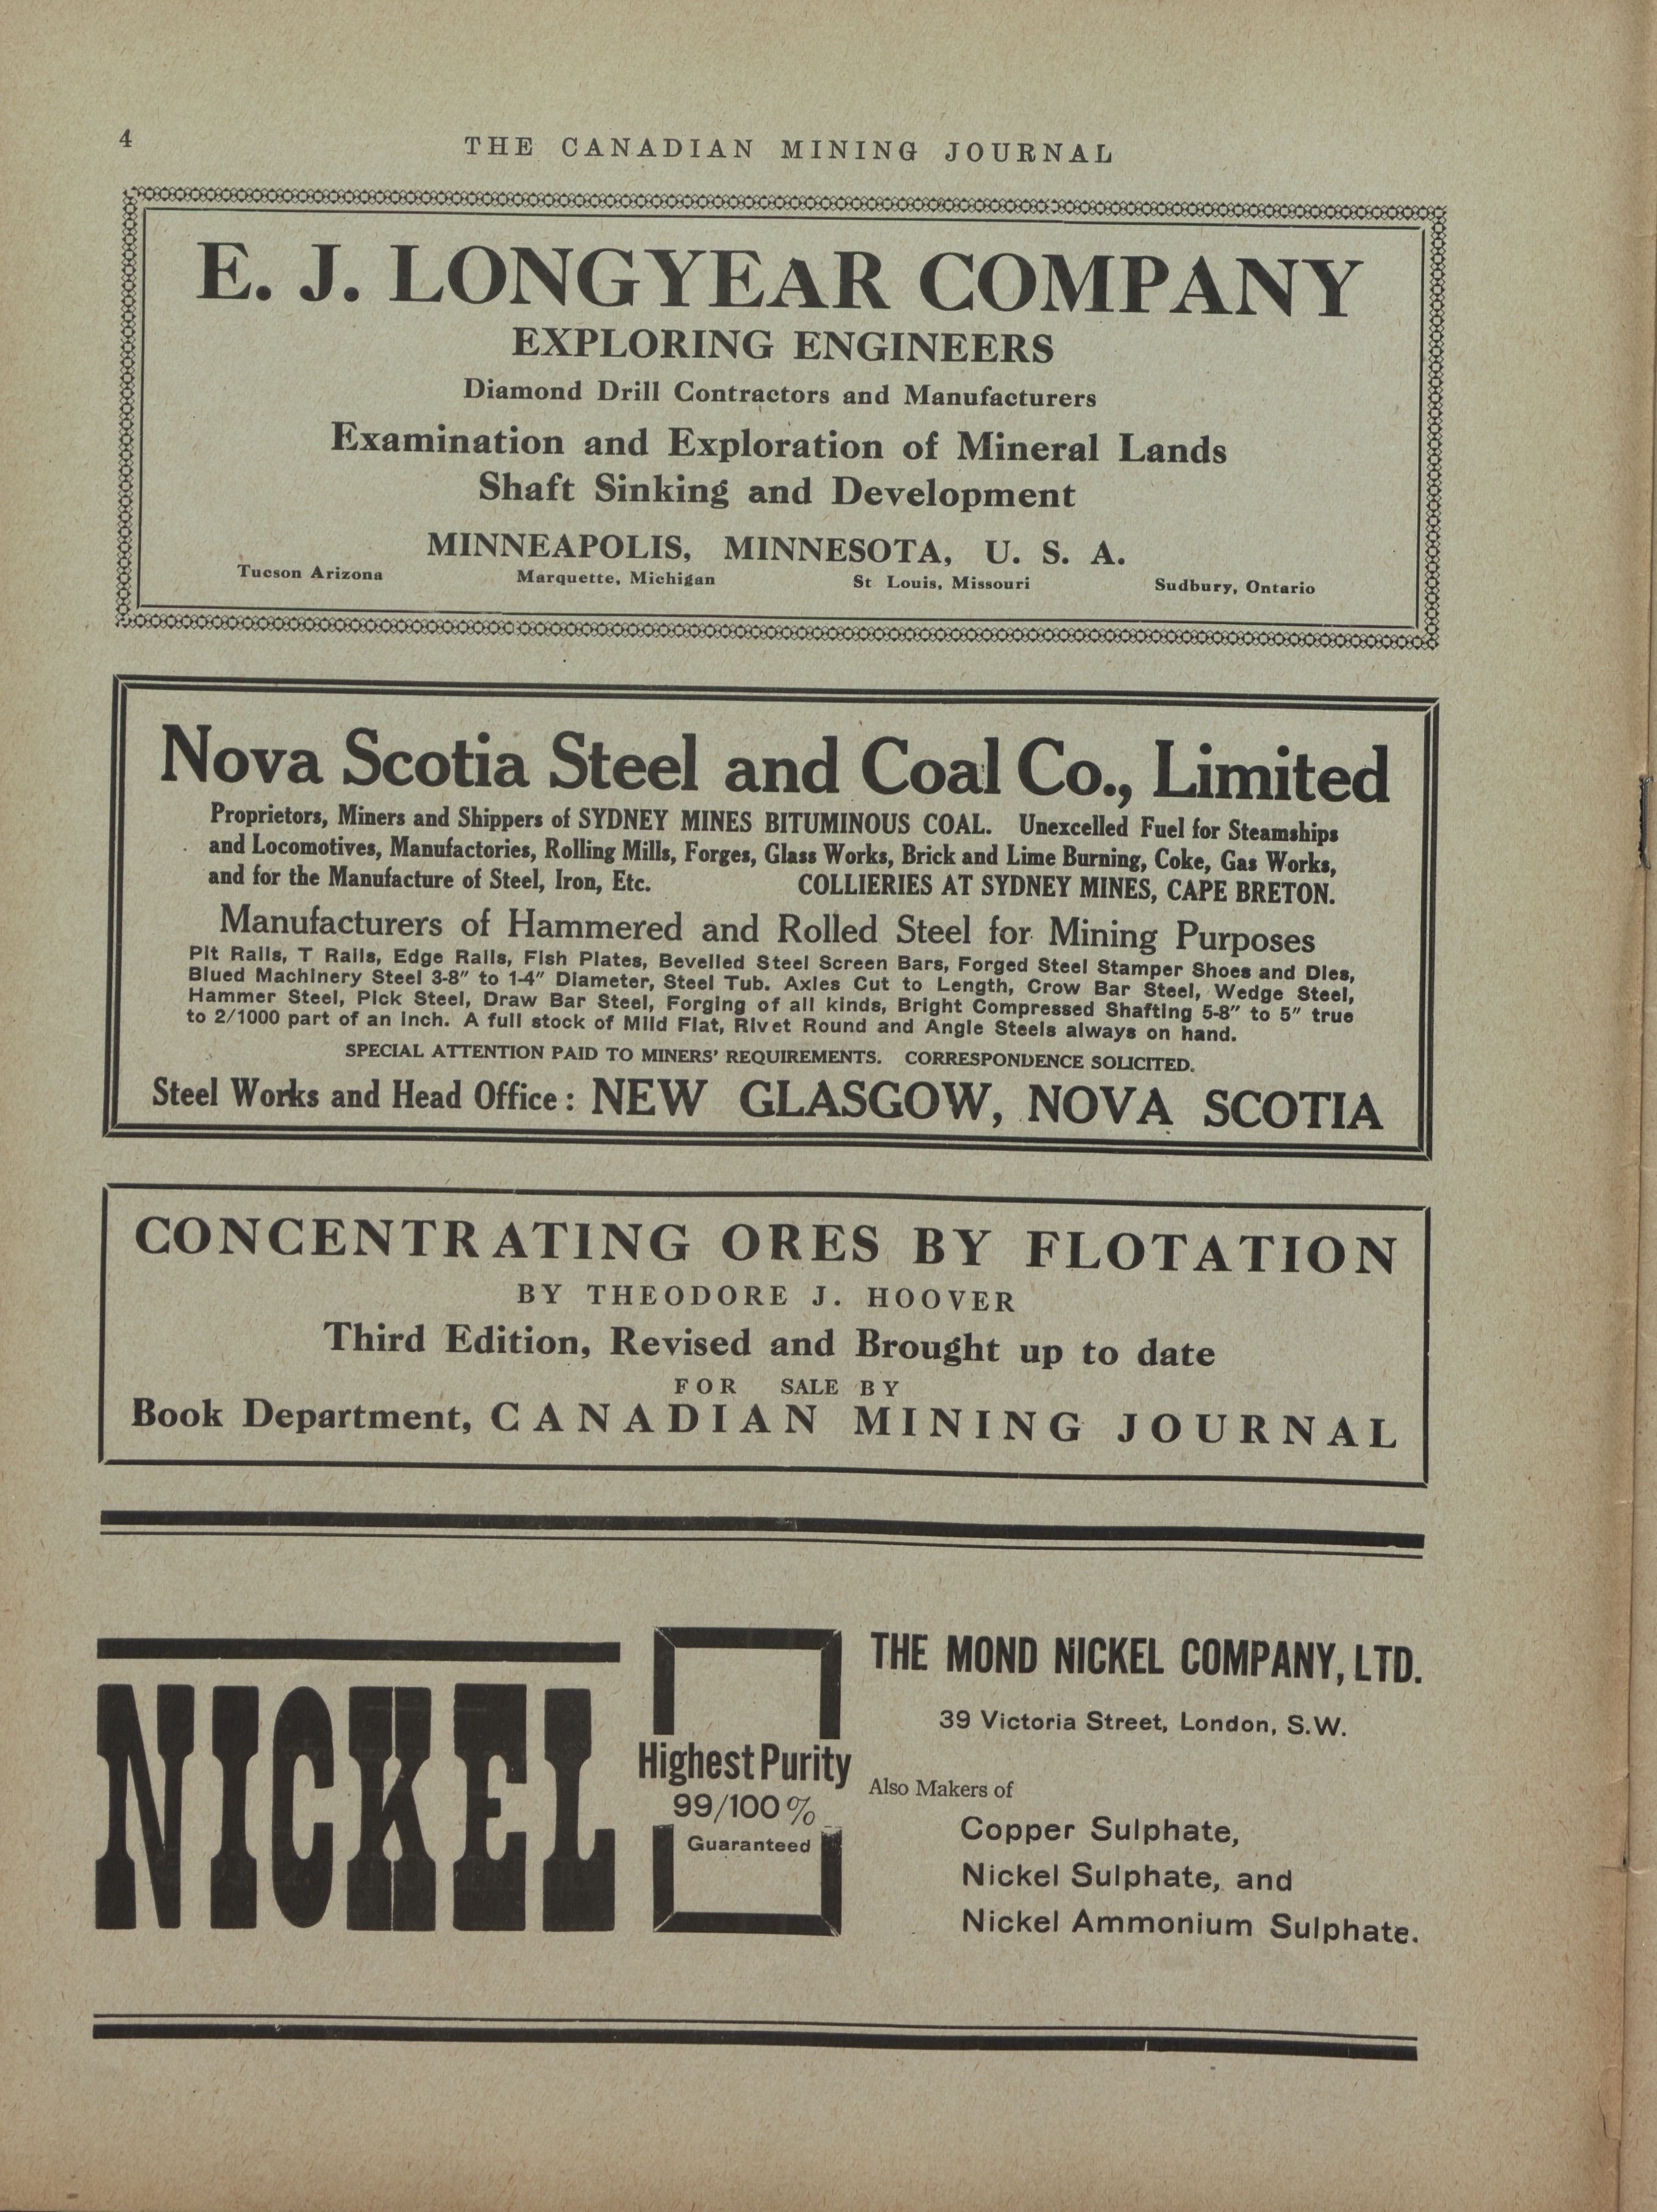 4
THE CANADIAN MINING JOURNAL
E. J. LONGYEAR COMPANY
EXPLORING ENGINEERS
Diamond Drill Contractors and Manufacturers
Examination and Exploration of Mineral Lands
Shaft Sinking and Development
MINNEAPOLIS, MINNESOTA, U. S. A.
Tucson Arizona Marquette, Michigan St Louis, Missouri Sudbury, Ontario
Nova Scotia Steel and Coal Co., Limited
Proprietors, Miners and Shippers of SYDNEY MINES BITUMINOUS COAL. Unexcelled Fuel for Steamships
and Locomotives, Manufactories, Rolling Mills, Forges, Glass Works, Brick and Lime Burning, Coke, Gas Works,
and for the Manufacture of Steel, Iron, Etc. COLLIERIES AT SYDNEY MINES, CAPE BRETON.
Manufacturers of Hammered and Rolled Steel for Mining Purposes
Pit Rails, T Rails, Edge Rails, Fish Plates, Bevelled Steel Screen Bars, Forged Steel Stamper Shoes and Dies,
Blued Machinery Steel 3-8″ to 1-4″ Diameter, Steel Tub. Axles Cut to Length, Crow Bar Steel, Wedge Steel,
Hammer Steel, Pick Steel, Draw Bar Steel, Forging of all kinds, Bright Compressed Shafting 5-8″ to 5″ true
to 2/1000 part of an inch. A full stock of Mild Flat, Rivet Round and Angle Steels always on hand.
SPECIAL ATTENTION PAID TO MINERS' REQUIREMENTS. CORRESPONDENCE SOLICITED.
Steel Works and Head Office: NEW GLASGOW, NOVA SCOTIA
CONCENTRATING ORES BY FLOTATION
BY THEODORE J. HOOVER
Third Edition, Revised and Brought up to date
FOR SALE BY
Book Department, CANADIAN MINING JOURNAL
NICKEL
Highest Purity
99/100%
Guaranteed
THE MOND NICKEL COMPANY, LTD.
39 Victoria Street, London, S.W.
Also Makers of
Copper Sulphate,
Nickel Sulphate, and
Nickel Ammonium Sulphate.